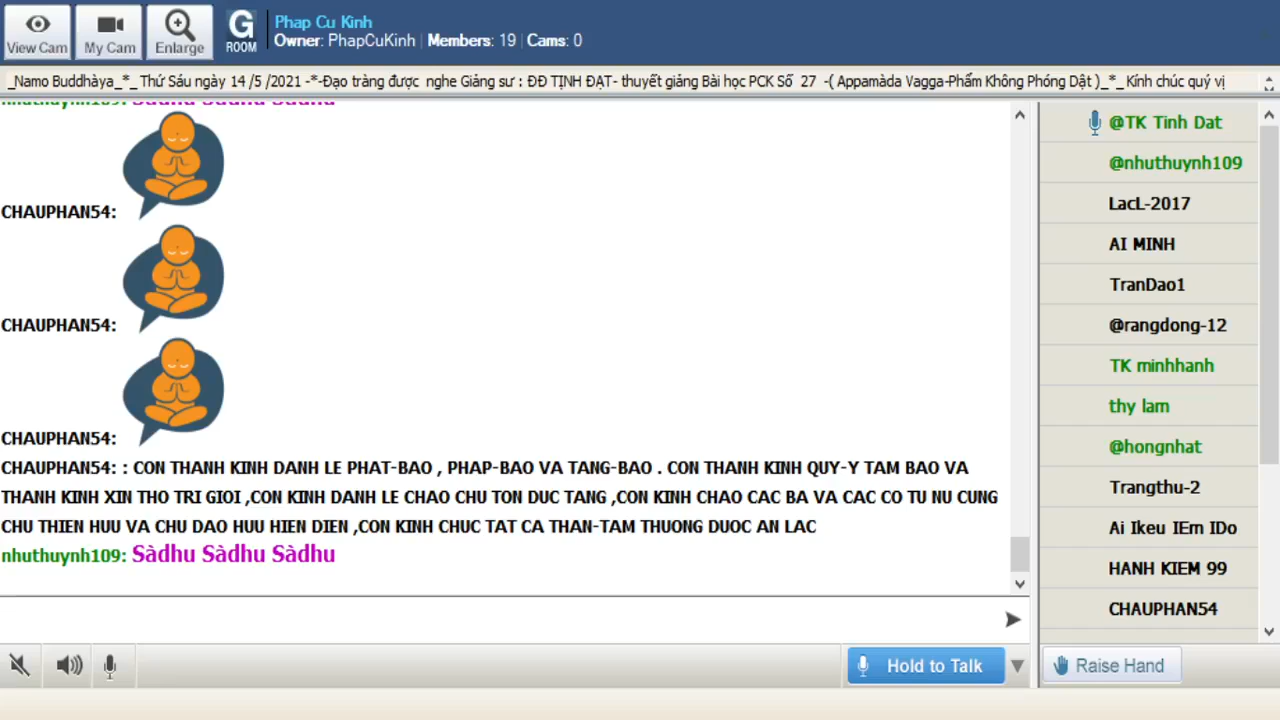 View Cam
My Cam
Enlarge
G
ROOM
Phap Cu Kinh
Owner: PhapCuKinh | Members: 19 | Cams: 0
_Namo Buddhàya_*_ Thứ Sáu ngày 14 /5 /2021 -*-Đạo tràng được nghe Giảng sư : ĐĐ TỊNH ĐẠT- thuyết giảng Bài học PCK Số 27 -( Appamàda Vagga-Phẩm Không Phóng Dật )_*_Kính chúc quý vị
nhuthuynh109: Sàdhu Sàdhu Sàdhu
CHAUPHAN54:
CHAUPHAN54:
CHAUPHAN54:
CHAUPHAN54: : CON THANH KINH DANH LE PHAT-BAO , PHAP-BAO VA TANG-BAO . CON THANH KINH QUY-Y TAM BAO VA
THANH KINH XIN THO TRI GIOI ,CON KINH DANH LE CHAO CHU TON DUC TANG ,CON KINH CHAO CAC BA VA CAC CO TU NU CUNG
CHU THIEN HUU VA CHU DAO HUU HIEN DIEN ,CON KINH CHUC TAT CA THAN-TAM THUONG DUOC AN LAC
nhuthuynh109: Sàdhu Sàdhu Sàdhu
@TK Tinh Dat
@nhuthuynh109
LacL-2017
AI MINH
TranDao1
@rangdong-12
TK minhhanh
thy lam
@hongnhat
Trangthu-2
Ai Ikeu IEm IDo
HANH KIEM 99
CHAUPHAN54
Hold to Talk
Raise Hand